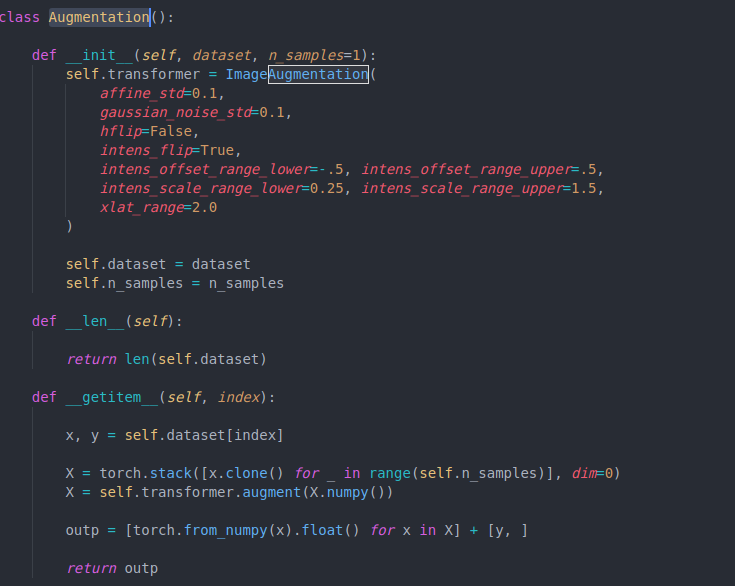 class Augmentation():
def __init__(self, dataset, n_samples=1):
self.transformer = ImageAugmentation(
affine_std=0.1,
gaussian_noise_std=0.1,
hflip=False,
intens_flip=True,
intens_offset_range_lower=-.5, intens_offset_range_upper=.5,
intens_scale_range_lower=0.25, intens_scale_range_upper=1.5,
xlat_range=2.0
)
self.dataset = dataset
self.n_samples = n_samples
def __len__(self):
return len(self.dataset)
def __getitem__(self, index):
x, y = self.dataset[index]
X = torch.stack([x.clone() for _ in range(self.n_samples)], dim=0)
X = self.transformer.augment(X.numpy())
outp = [torch.from_numpy(x).float() for x in X] + [y, ]
return outp